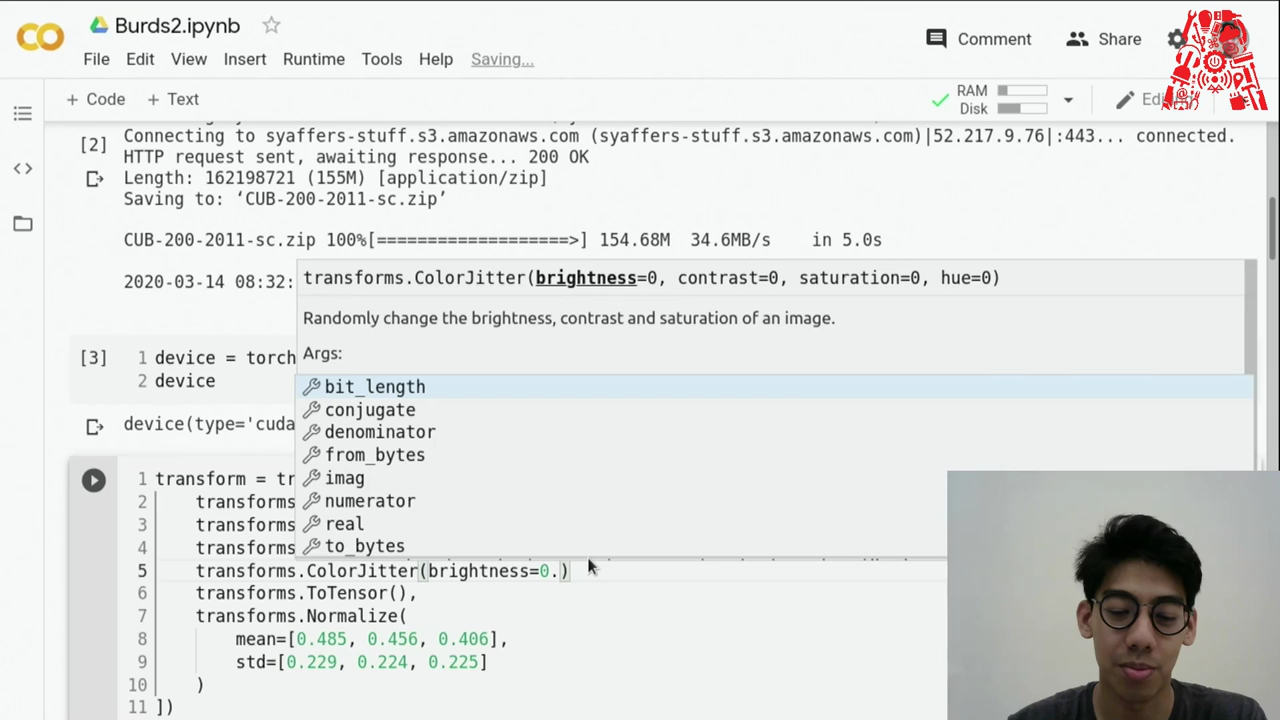 Burds2.ipynb
File Edit View Insert Runtime Tools Help Saving...
Comment Share
+ Code + Text
RAM
Disk
[2]
Connecting to syaffers-stuff.s3.amazonaws.com (syaffers-stuff.s3.amazonaws.com)|52.217.9.76|:443... connected.
HTTP request sent, awaiting response... 200 OK
Length: 162198721 (155M) [application/zip]
Saving to: ‘CUB-200-2011-sc.zip’
CUB-200-2011-sc.zip 100%[===================>] 154.68M 34.6MB/s in 5.0s
2020-03-14 08:32:
transforms.ColorJitter(brightness=0, contrast=0, saturation=0, hue=0)
Randomly change the brightness, contrast and saturation of an image.
Args:
bit_length
conjugate
denominator
from_bytes
imag
numerator
real
to_bytes
[3] 1 device = torch
2 device
device(type='cuda
1 transform = tr
2 transforms
3 transforms
4 transforms
5 transforms.ColorJitter(brightness=0.)
6 transforms.ToTensor(),
7 transforms.Normalize(
8 mean=[0.485, 0.456, 0.406],
9 std=[0.229, 0.224, 0.225]
10 )
11 ])